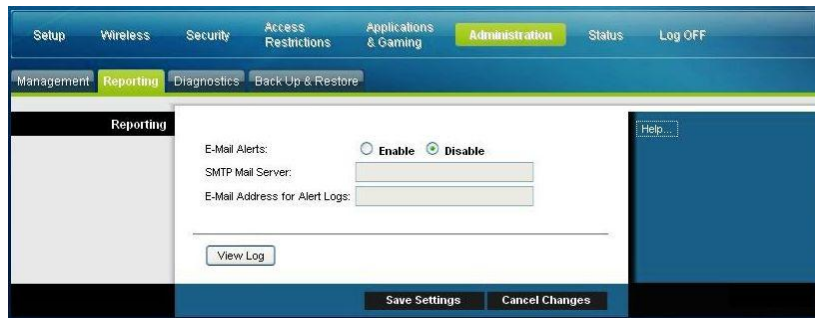 Setup Wireless Security Access Restrictions Applications & Gaming Administration Status Log OFF
Management Reporting Diagnostics Back Up & Restore
Reporting
Help...
E-Mail Alerts: Enable Disable
SMTP Mail Server:
E-Mail Address for Alert Logs:
View Log
Save Settings Cancel Changes